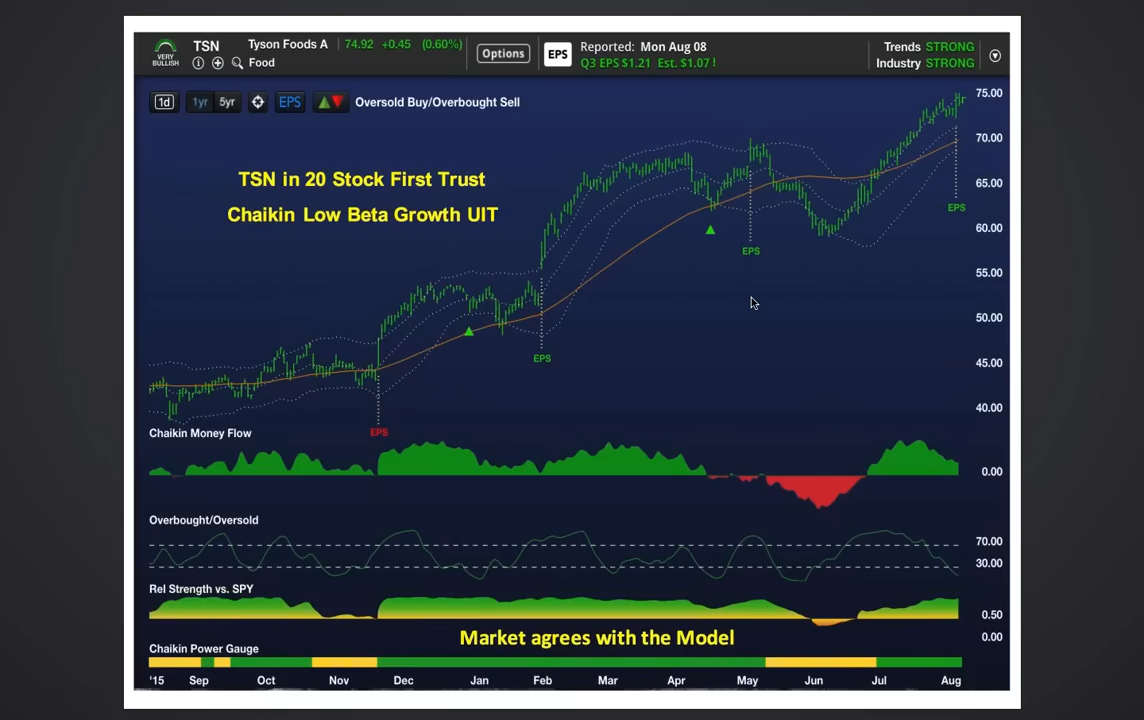 VERY
BULLISH
TSN
Food
Tyson Foods A 74.92 +0.45 (0.60%)
Options
EPS
Reported: Mon Aug 08
Q3 EPS $1.21 Est. $1.07 !
Trends STRONG
Industry STRONG
1d 1yr 5yr EPS Oversold Buy/Overbought Sell
TSN in 20 Stock First Trust
Chaikin Low Beta Growth UIT
75.00
70.00
65.00
60.00
55.00
50.00
45.00
40.00
EPS
EPS
EPS
EPS
Chaikin Money Flow
0.00
Overbought/Oversold
70.00
30.00
Rel Strength vs. SPY
0.50
0.00
Market agrees with the Model
Chaikin Power Gauge
'15 Sep Oct Nov Dec Jan Feb Mar Apr May Jun Jul Aug